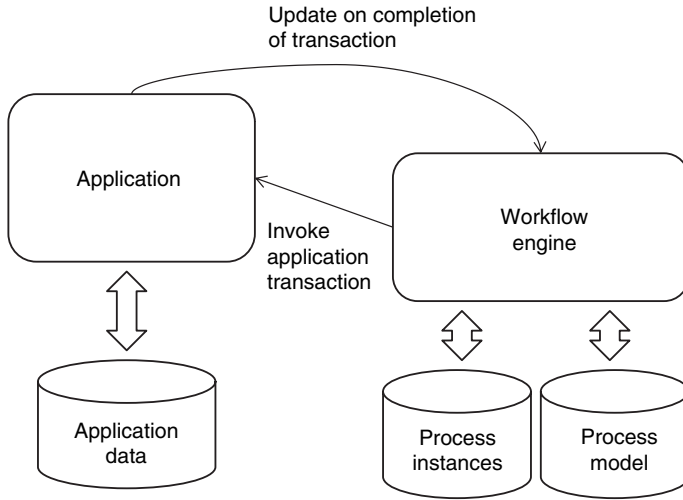 Update on completion
of transaction
Application
Workflow
engine
Invoke
application
transaction
Application
data
Process
instances
Process
model